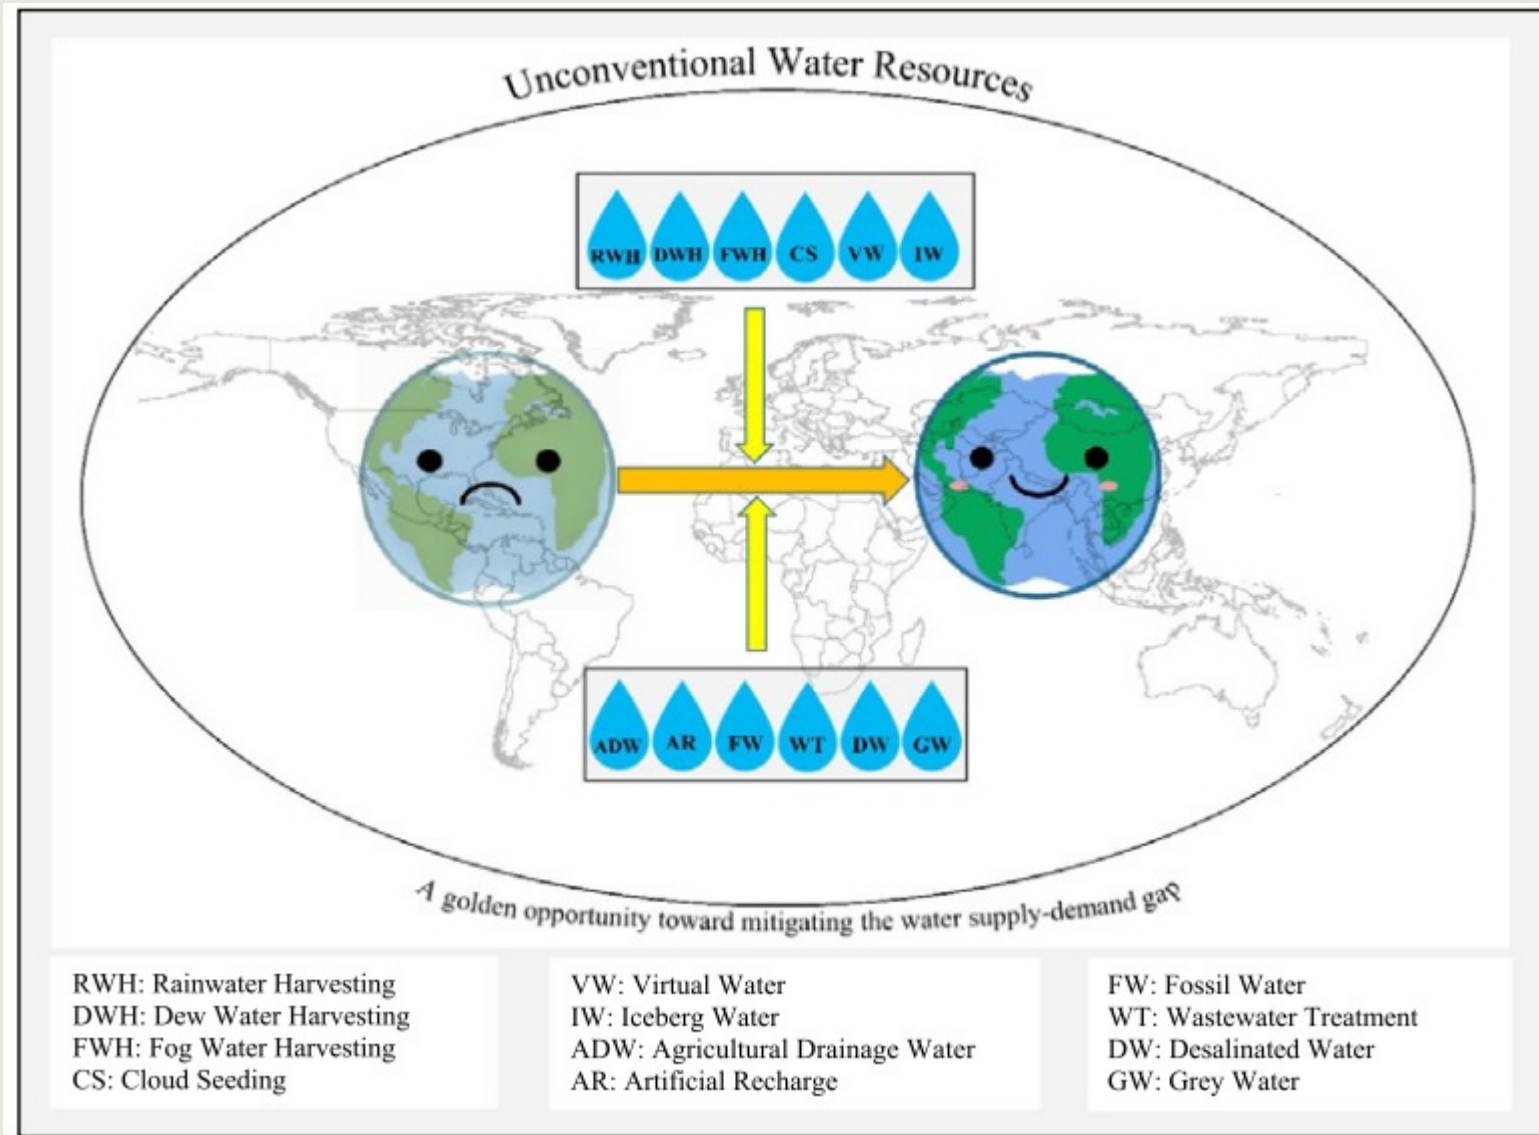 Unconventional Water Resources
RWH DWH FWH CS VW IW
ADW AR FW WT DW GW
A golden opportunity toward mitigating the water supply-demand gap
RWH: Rainwater Harvesting
DWH: Dew Water Harvesting
FWH: Fog Water Harvesting
CS: Cloud Seeding
VW: Virtual Water
IW: Iceberg Water
ADW: Agricultural Drainage Water
AR: Artificial Recharge
FW: Fossil Water
WT: Wastewater Treatment
DW: Desalinated Water
GW: Grey Water